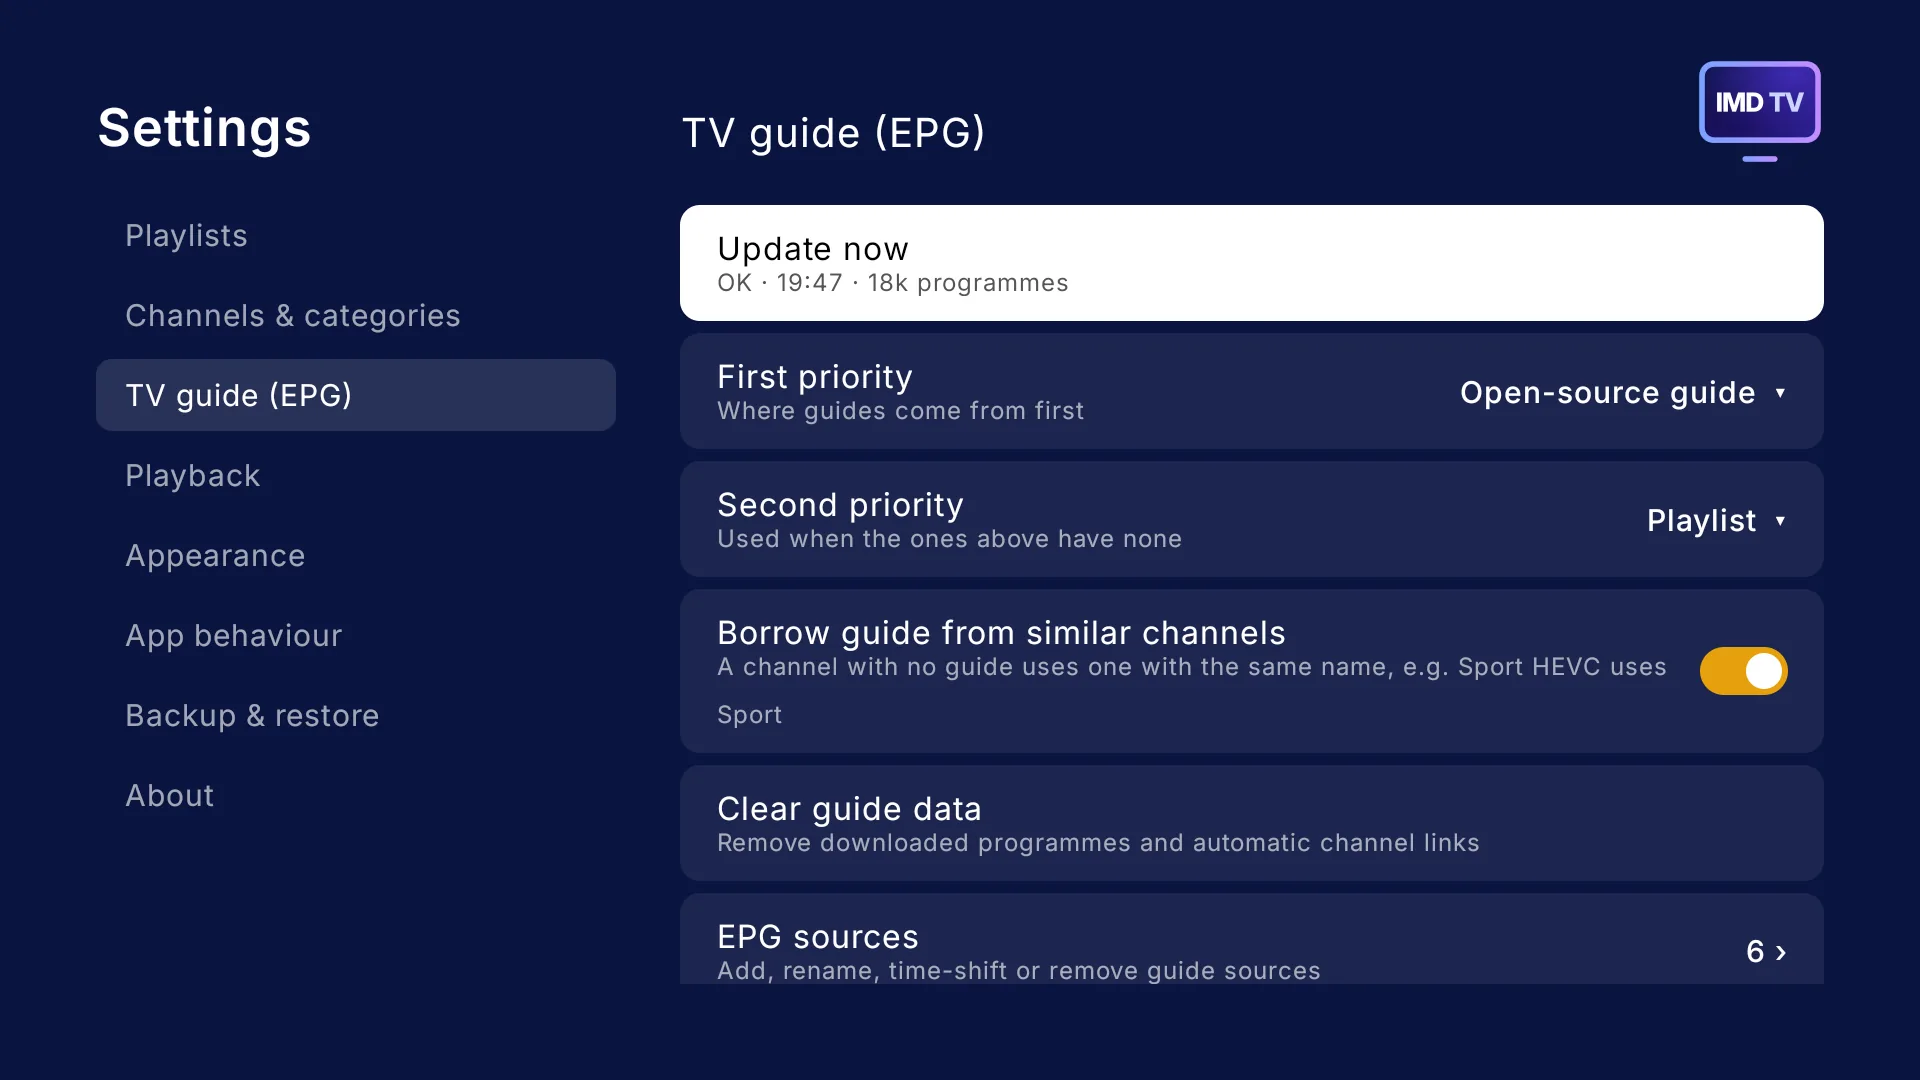 Settings
Playlists
Channels & categories
TV guide (EPG)
Playback
Appearance
App behaviour
Backup & restore
About
TV guide (EPG)
IMD TV
Update now
OK · 19:47 · 18k programmes
First priority
Where guides come from first
Open-source guide ▾
Second priority
Used when the ones above have none
Playlist ▾
Borrow guide from similar channels
A channel with no guide uses one with the same name, e.g. Sport HEVC uses
Sport
Clear guide data
Remove downloaded programmes and automatic channel links
EPG sources
Add, rename, time-shift or remove guide sources
6 ›